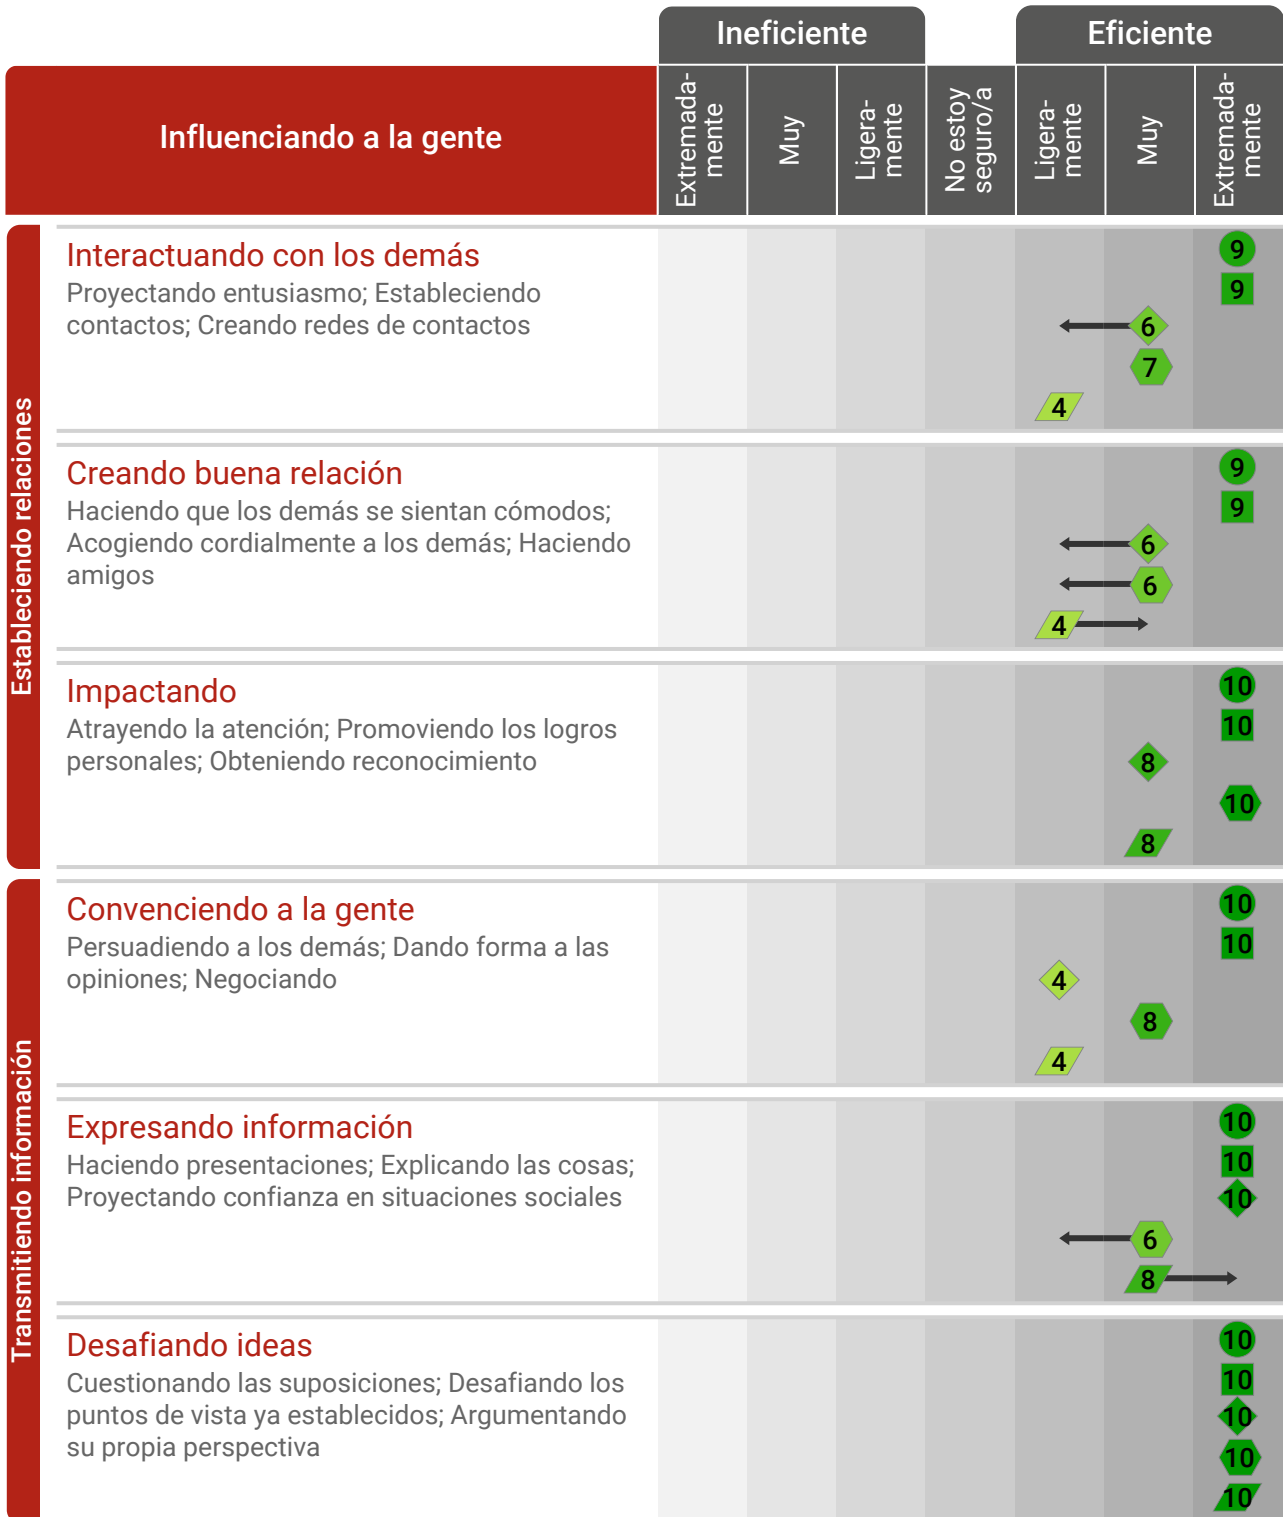 Ineficiente
Eficiente
Influenciando a la gente
Extremada-
mente
Muy
Ligera-
mente
No estoy
seguro/a
Ligera-
mente
Muy
Extremada-
mente
Estableciendo relaciones
Interactuando con los demás
Proyectando entusiasmo; Estableciendo
contactos; Creando redes de contactos
9
9
6
7
4
Creando buena relación
Haciendo que los demás se sientan cómodos;
Acogiendo cordialmente a los demás; Haciendo
amigos
9
9
6
6
4
Impactando
Atrayendo la atención; Promoviendo los logros
personales; Obteniendo reconocimiento
10
10
8
10
8
Transmitiendo información
Convenciendo a la gente
Persuadiendo a los demás; Dando forma a las
opiniones; Negociando
10
10
4
8
4
Expresando información
Haciendo presentaciones; Explicando las cosas;
Proyectando confianza en situaciones sociales
10
10
10
6
8
Desafiando ideas
Cuestionando las suposiciones; Desafiando los
puntos de vista ya establecidos; Argumentando
su propia perspectiva
10
10
10
10
10